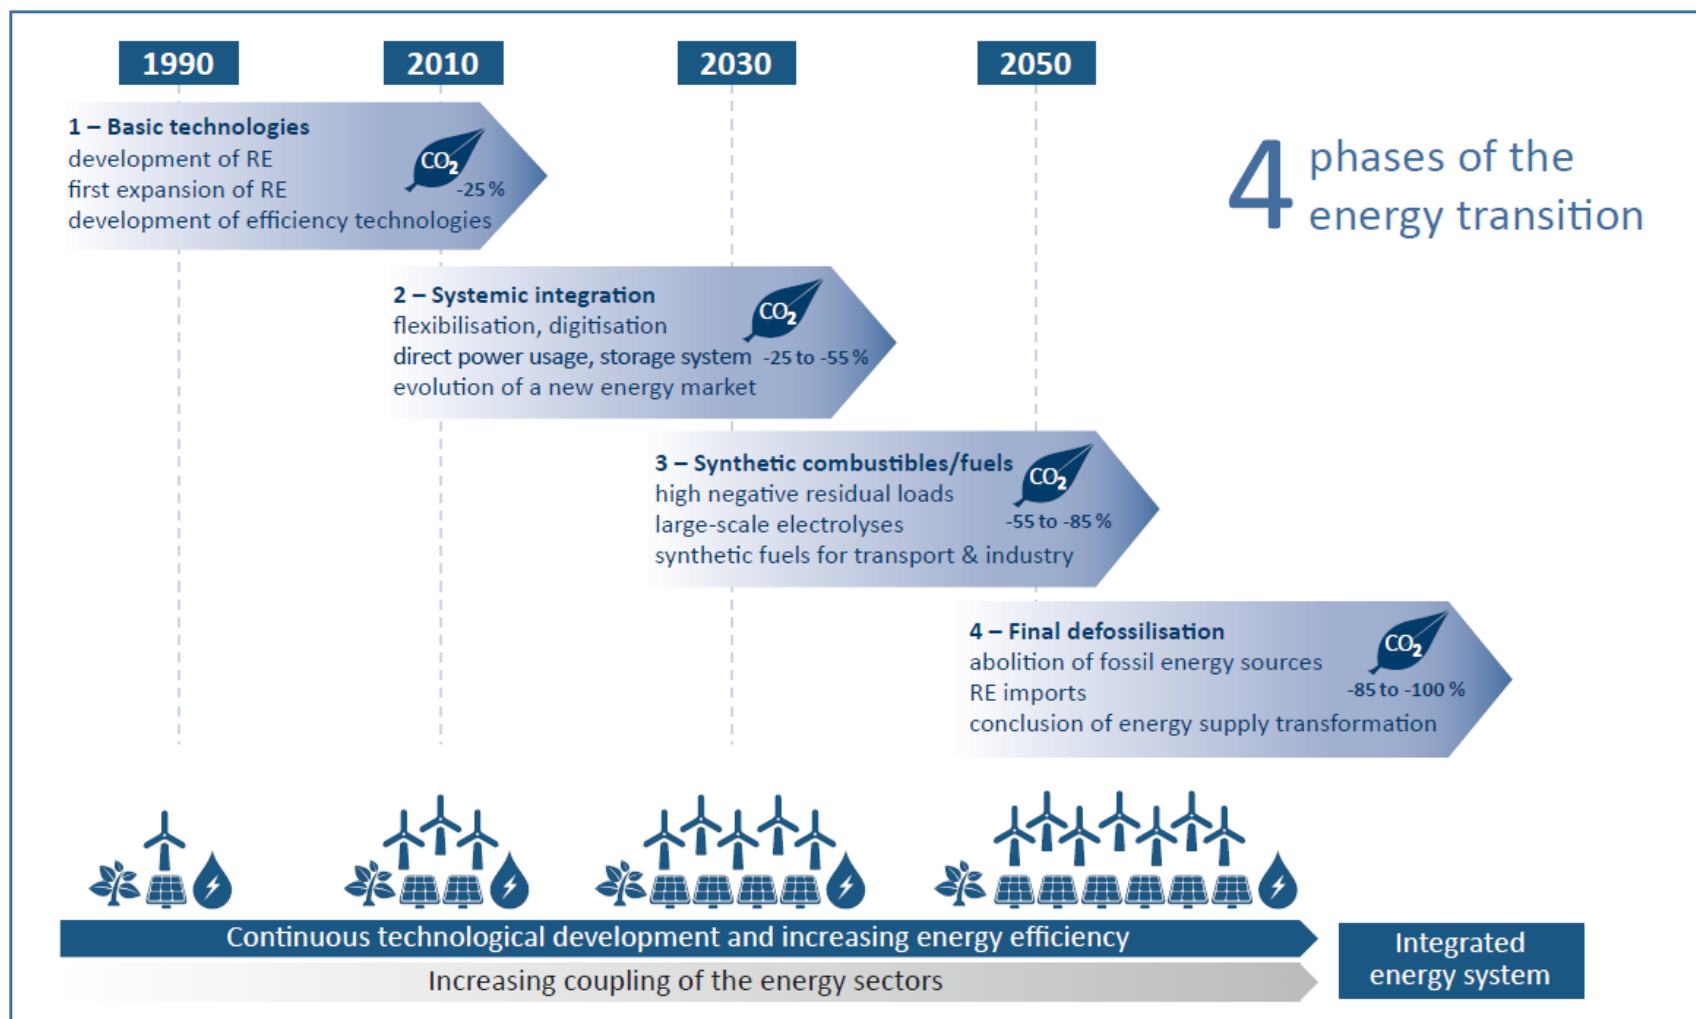 1990
2010
2030
2050
4 phases of the
energy transition
1 – Basic technologies
development of RE
first expansion of RE
development of efficiency technologies
CO₂
-25 %
2 – Systemic integration
flexibilisation, digitisation
direct power usage, storage system
evolution of a new energy market
CO₂
-25 to -55 %
3 – Synthetic combustibles/fuels
high negative residual loads
large-scale electrolyses
synthetic fuels for transport & industry
CO₂
-55 to -85 %
4 – Final defossilisation
abolition of fossil energy sources
RE imports
conclusion of energy supply transformation
CO₂
-85 to -100 %
Continuous technological development and increasing energy efficiency
Increasing coupling of the energy sectors
Integrated
energy system